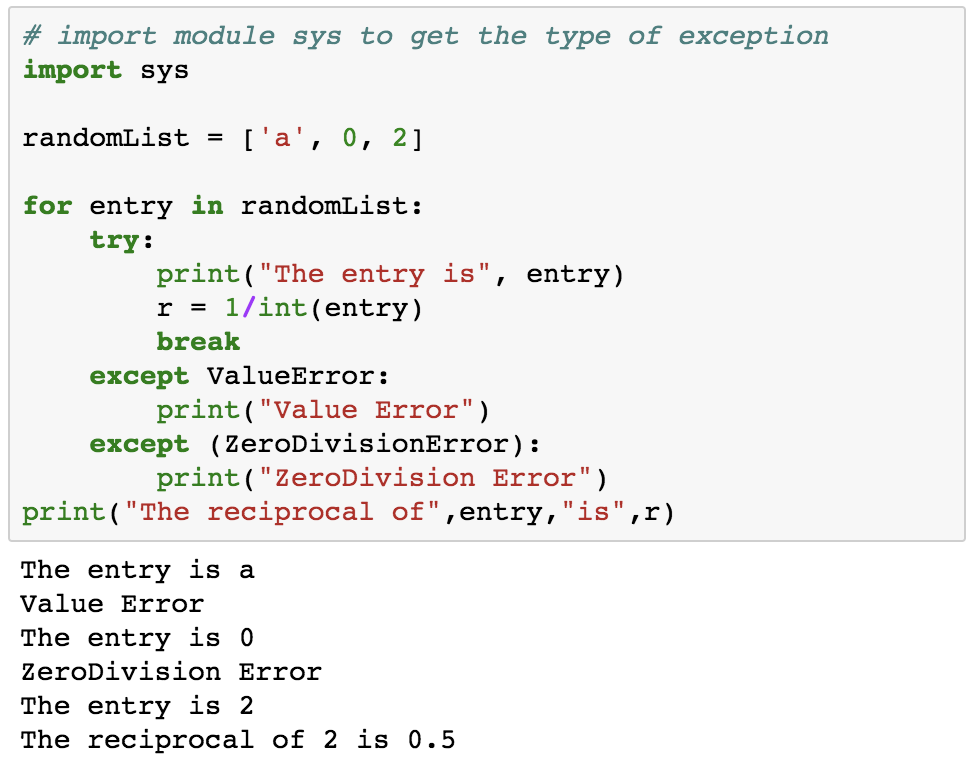 # import module sys to get the type of exception
import sys

randomList = ['a', 0, 2]

for entry in randomList:
    try:
        print("The entry is", entry)
        r = 1/int(entry)
        break
    except ValueError:
        print("Value Error")
    except (ZeroDivisionError):
        print("ZeroDivision Error")
print("The reciprocal of",entry,"is",r)
The entry is a
Value Error
The entry is 0
ZeroDivision Error
The entry is 2
The reciprocal of 2 is 0.5